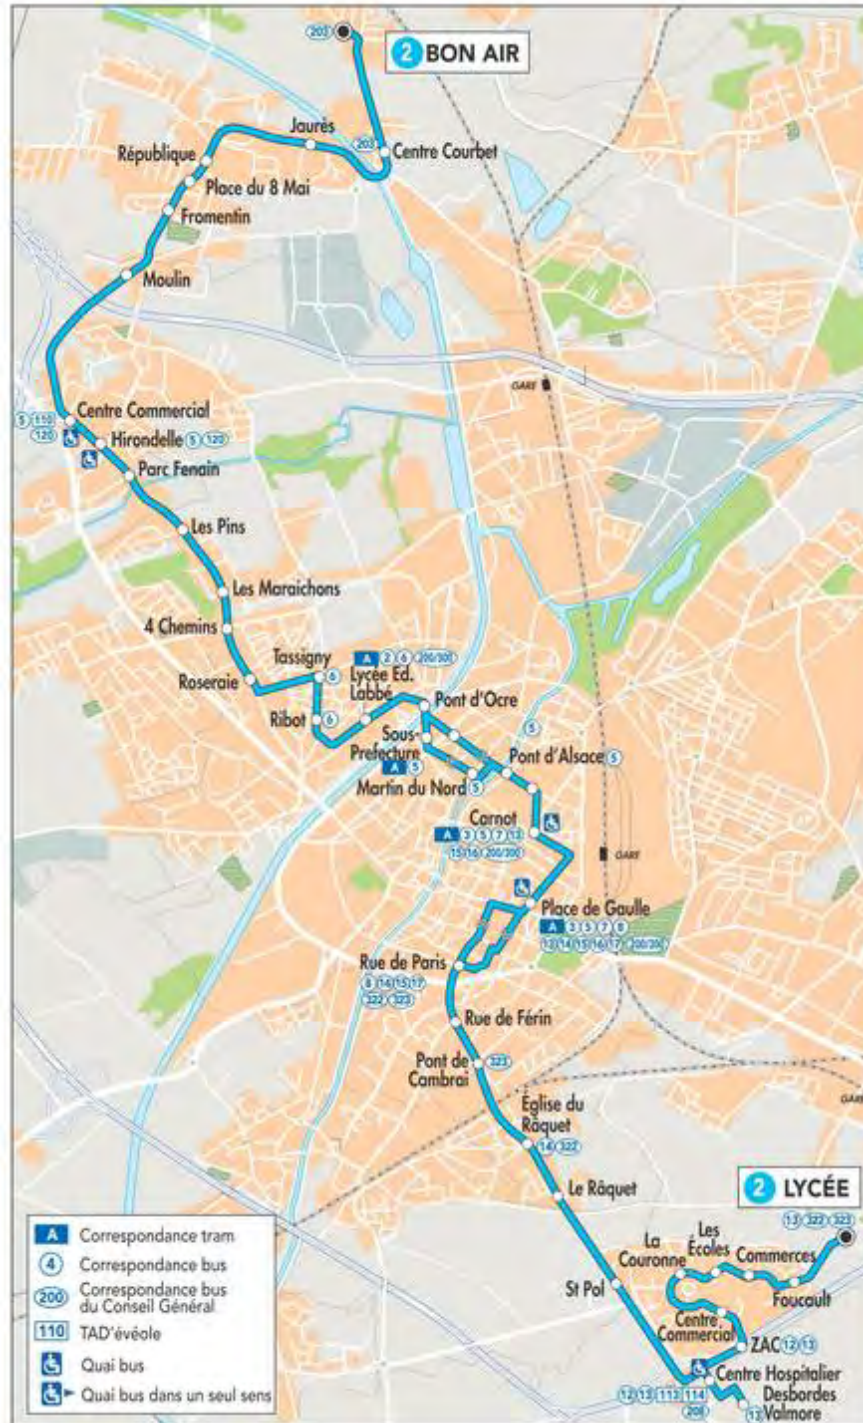 203
2 BON AIR
Jaurès
203
Centre Courbet
République
Place du 8 Mai
Fromentin
Moulin
GARE
Centre Commercial
5 110
120
Hirondelle 5 120
Parc Fenain
Les Pins
Les Maraichons
4 Chemins
Roseraie
Tassigny
6
A 2 6 200/300
Lycée Ed.
Labbé
Ribot 6
Pont d'Ocre
Sous-
Prefecture
A 5
5
Pont d'Alsace 5
Martin du Nord 5
Carnot
A 3 5 7 13
15 16 200/300
GARE
Place de Gaulle
A 3 5 7 8
13 14 15 16 17 200/300
Rue de Paris
8 14 15 17
322 323
Rue de Férin
Pont de
Cambrai
323
Église du
Râquet
14 322
GARE
Le Râquet
2 LYCÉE
13 322 323
La
Couronne
Les
Écoles
Commerces
Foucault
St Pol
Centre
Commercial
ZAC 12 13
Centre Hospitalier
12 13 113 114
208
Desbordes
Valmore
13
A Correspondance tram
4 Correspondance bus
200 Correspondance bus
du Conseil Général
110 TAD'évéole
Quai bus
Quai bus dans un seul sens